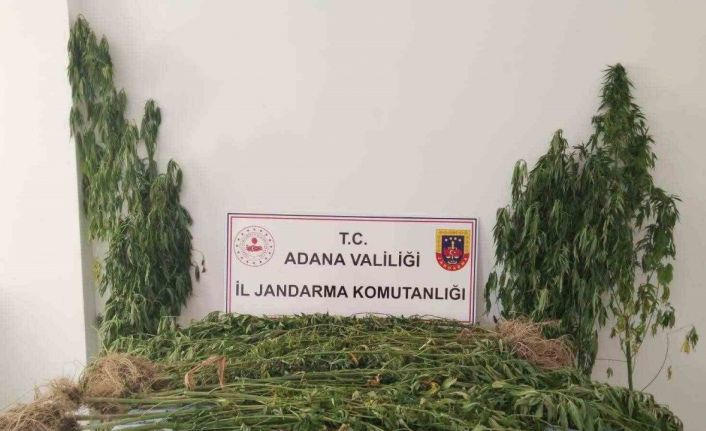 T.C.
ADANA VALİLİĞİ
İL JANDARMA KOMUTANLIĞI